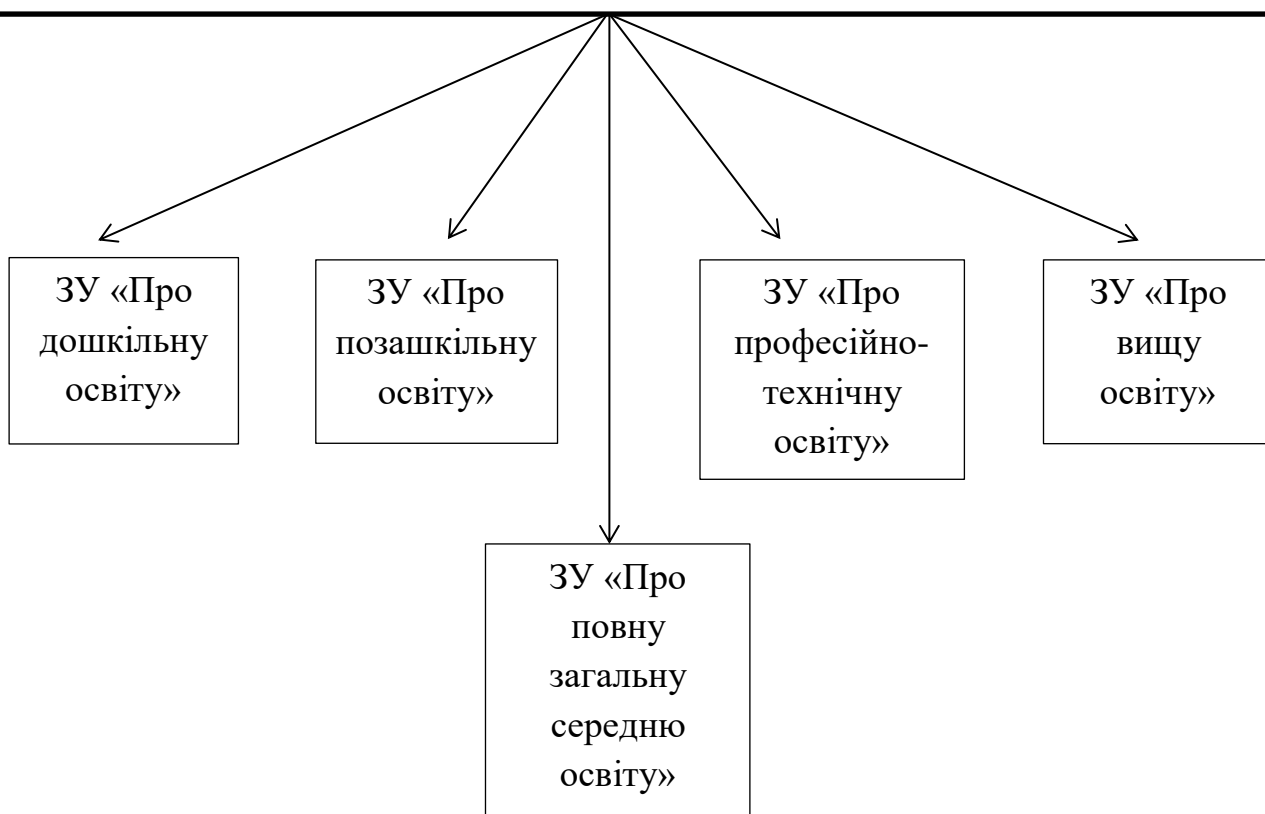 ЗУ «Про
дошкільну
освіту»
ЗУ «Про
позашкільну
освіту»
ЗУ «Про
професійно-
технічну
освіту»
ЗУ «Про
вищу
освіту»
ЗУ «Про
повну
загальну
середню
освіту»